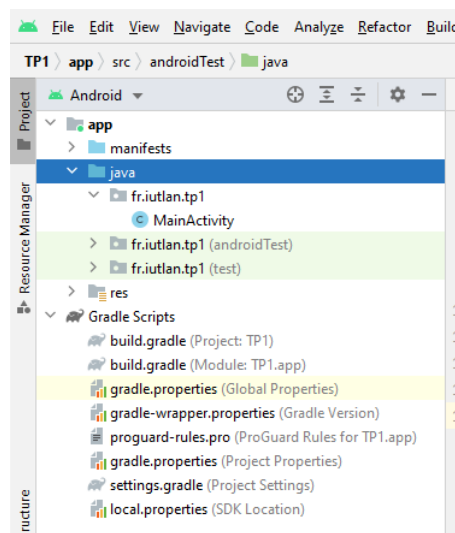 File Edit View Navigate Code Analyze Refactor Build
TP1 app src androidTest java
Project
Resource Manager
Android
app
manifests
java
fr.iutlan.tp1
C MainActivity
fr.iutlan.tp1 (androidTest)
fr.iutlan.tp1 (test)
res
Gradle Scripts
build.gradle (Project: TP1)
build.gradle (Module: TP1.app)
gradle.properties (Global Properties)
gradle-wrapper.properties (Gradle Version)
proguard-rules.pro (ProGuard Rules for TP1.app)
gradle.properties (Project Properties)
settings.gradle (Project Settings)
local.properties (SDK Location)
ructure